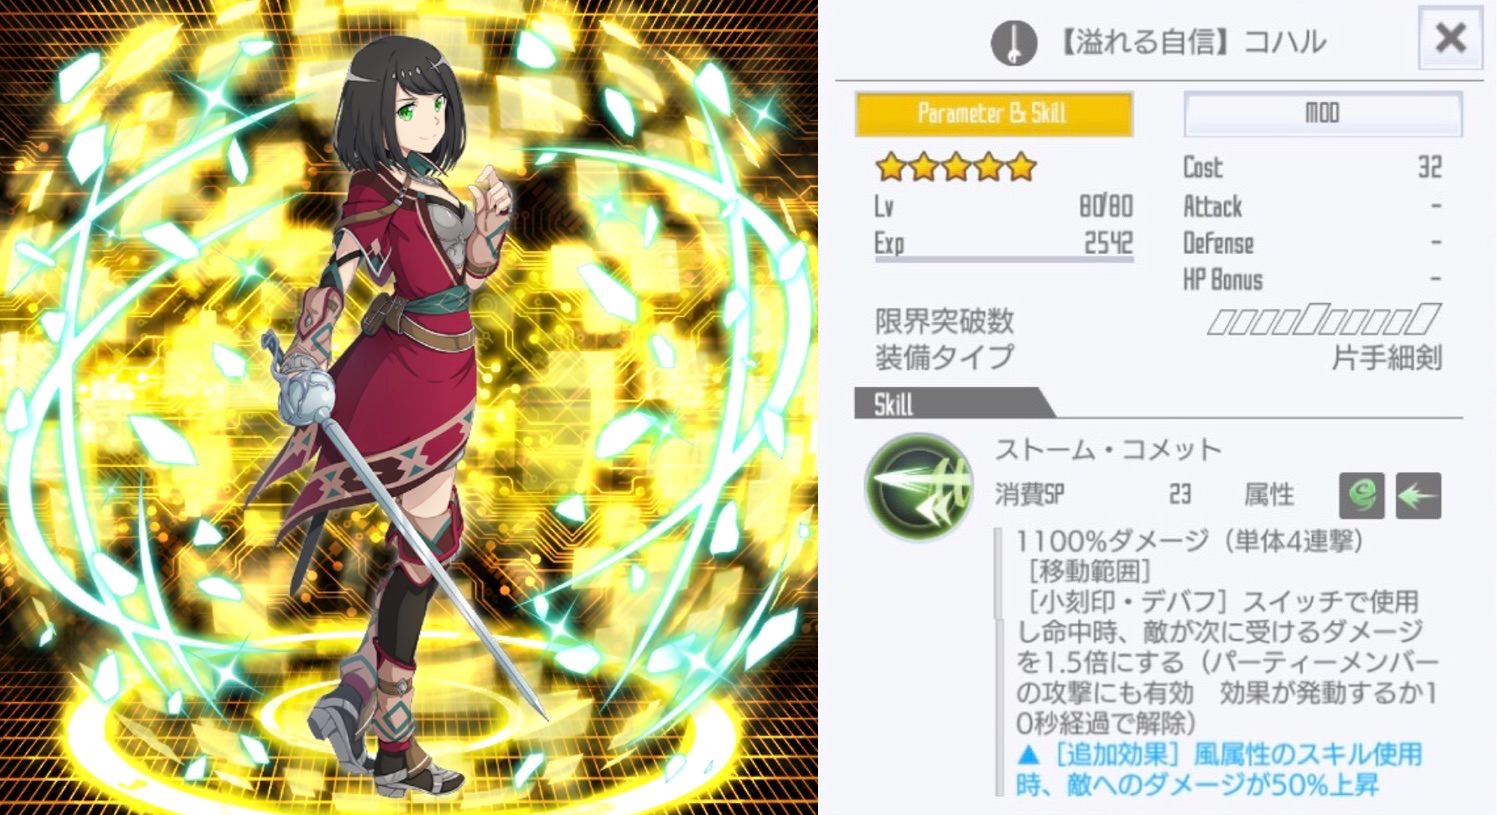 【溢れる自信】コハル
Parameter & Skill
MOD
Lv 80/80
Exp 2542
Cost 32
Attack -
Defense -
HP Bonus -
限界突破数
装備タイプ 片手細剣
Skill
ストーム・コメット
消費SP 23 属性
1100%ダメージ（単体4連撃）
［移動範囲］
［小刻印・デバフ］スイッチで使用
し命中時、敵が次に受けるダメージ
を1.5倍にする（パーティーメンバー
の攻撃にも有効　効果が発動するか1
0秒経過で解除）
▲［追加効果］風属性のスキル使用
時、敵へのダメージが50%上昇